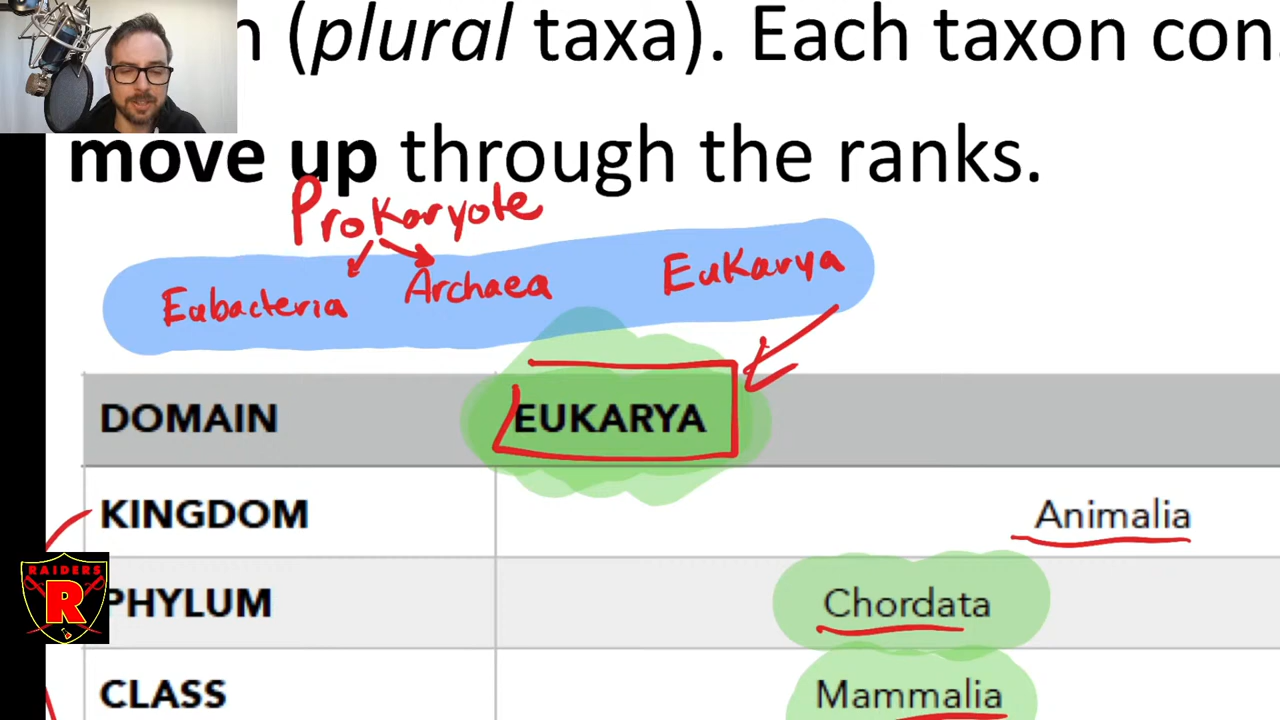 (plural taxa). Each taxon con
move up through the ranks.
Prokaryote
Eubacteria Archaea Eukarya
DOMAIN EUKARYA
KINGDOM Animalia
RAIDERS
R
PHYLUM Chordata
CLASS Mammalia